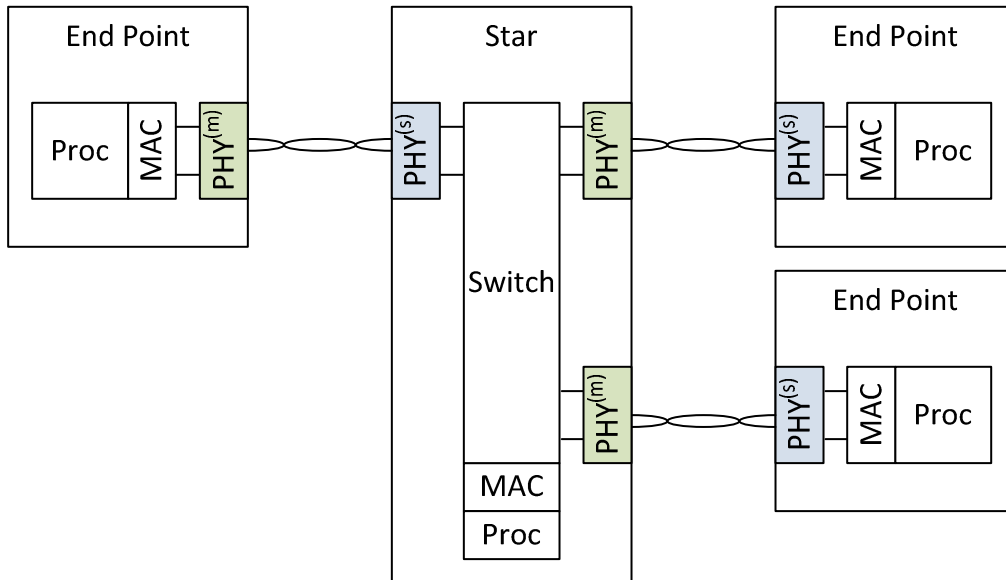 End Point
Proc
MAC
PHY(m)
Star
PHY(s)
Switch
PHY(m)
PHY(m)
MAC
Proc
End Point
PHY(s)
MAC
Proc
End Point
PHY(s)
MAC
Proc